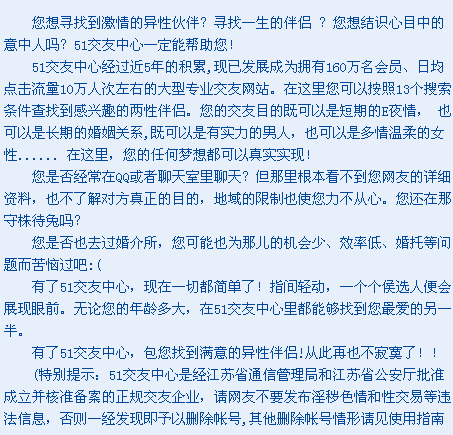 您想寻找到激情的异性伙伴？寻找一生的伴侣 ？您想结识心目中的
意中人吗？51交友中心一定能帮助您！
51交友中心经过近5年的积累,现已发展成为拥有160万名会员、日均
点击流量10万人次左右的大型专业交友网站。在这里您可以按照13个搜索
条件查找到感兴趣的两性伴侣。您的交友目的既可以是短期的E夜情， 也
可以是长期的婚姻关系,既可以是有实力的男人，也可以是多情温柔的女
性...... 在这里，您的任何梦想都可以真实实现！
您是否经常在QQ或者聊天室里聊天？但那里根本看不到您网友的详细
资料，也不了解对方真正的目的，地域的限制也使您力不从心。您还在那
守株待兔吗？
您是否也去过婚介所，您可能也为那儿的机会少、效率低、婚托等问
题而苦恼过吧:(
有了51交友中心，现在一切都简单了！指间轻动，一个个侯选人便会
展现眼前。无论您的年龄多大，在51交友中心里都能够找到您最爱的另一
半。
有了51交友中心，包您找到满意的异性伴侣!从此再也不寂寞了！！
(特别提示：51交友中心是经江苏省通信管理局和江苏省公安厅批准
成立并核准备案的正规交友企业，请网友不要发布淫秽色情和性交易等违
法信息，否则一经发现即予以删除帐号,其他删除帐号情形请见使用指南